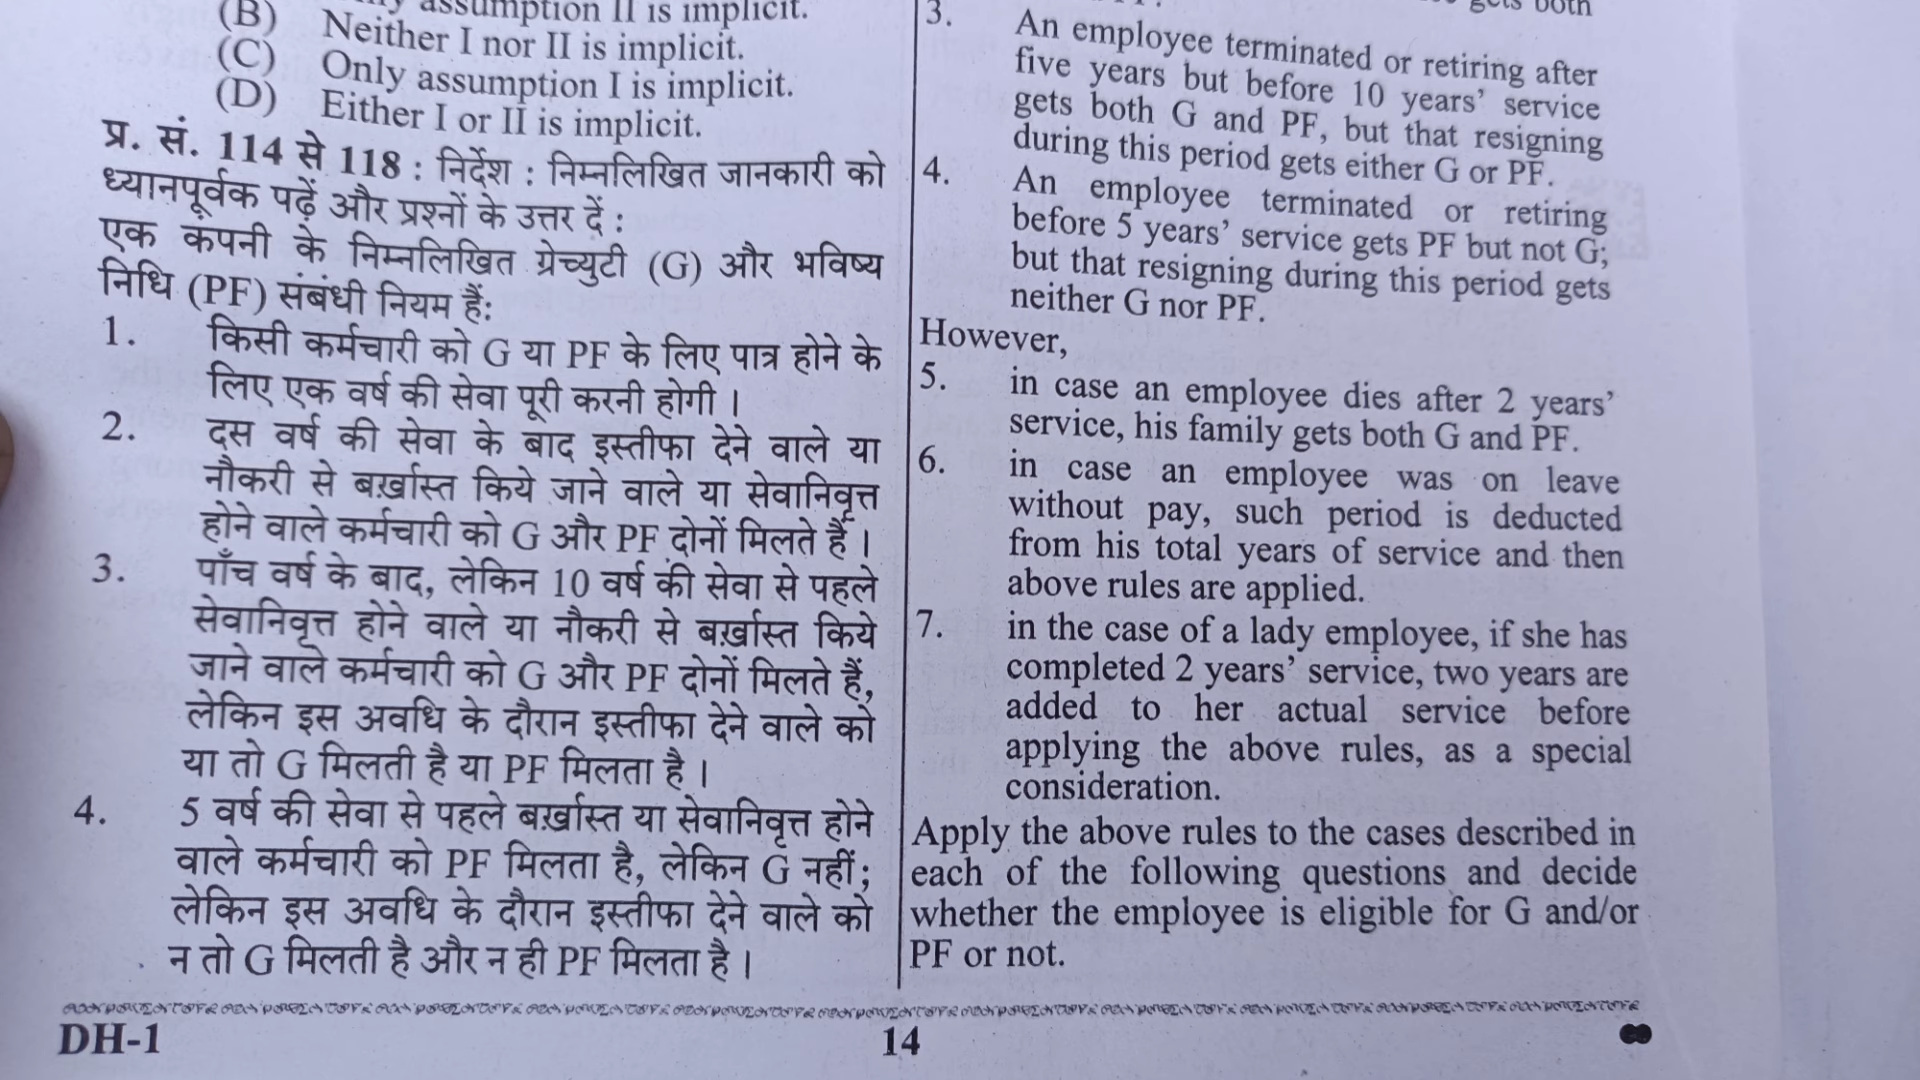 assumption II is implicit.
(B) Neither I nor II is implicit.
(C) Only assumption I is implicit.
(D) Either I or II is implicit.
प्र. सं. 114 से 118 : निर्देश : निम्नलिखित जानकारी को
ध्यानपूर्वक पढ़ें और प्रश्नों के उत्तर दें :
एक कंपनी के निम्नलिखित ग्रेच्युटी (G) और भविष्य
निधि (PF) संबंधी नियम हैं:
1. किसी कर्मचारी को G या PF के लिए पात्र होने के
लिए एक वर्ष की सेवा पूरी करनी होगी ।
2. दस वर्ष की सेवा के बाद इस्तीफा देने वाले या
नौकरी से बर्ख़ास्त किये जाने वाले या सेवानिवृत्त
होने वाले कर्मचारी को G और PF दोनों मिलते हैं ।
3. पाँच वर्ष के बाद, लेकिन 10 वर्ष की सेवा से पहले
सेवानिवृत्त होने वाले या नौकरी से बर्ख़ास्त किये
जाने वाले कर्मचारी को G और PF दोनों मिलते हैं,
लेकिन इस अवधि के दौरान इस्तीफा देने वाले को
या तो G मिलती है या PF मिलता है ।
4. 5 वर्ष की सेवा से पहले बर्ख़ास्त या सेवानिवृत्त होने
वाले कर्मचारी को PF मिलता है, लेकिन G नहीं;
लेकिन इस अवधि के दौरान इस्तीफा देने वाले को
न तो G मिलती है और न ही PF मिलता है ।
gets both
3. An employee terminated or retiring after
five years but before 10 years’ service
gets both G and PF, but that resigning
during this period gets either G or PF.
4. An employee terminated or retiring
before 5 years’ service gets PF but not G;
but that resigning during this period gets
neither G nor PF.
However,
5. in case an employee dies after 2 years’
service, his family gets both G and PF.
6. in case an employee was on leave
without pay, such period is deducted
from his total years of service and then
above rules are applied.
7. in the case of a lady employee, if she has
completed 2 years’ service, two years are
added to her actual service before
applying the above rules, as a special
consideration.
Apply the above rules to the cases described in
each of the following questions and decide
whether the employee is eligible for G and/or
PF or not.
DH-1 14